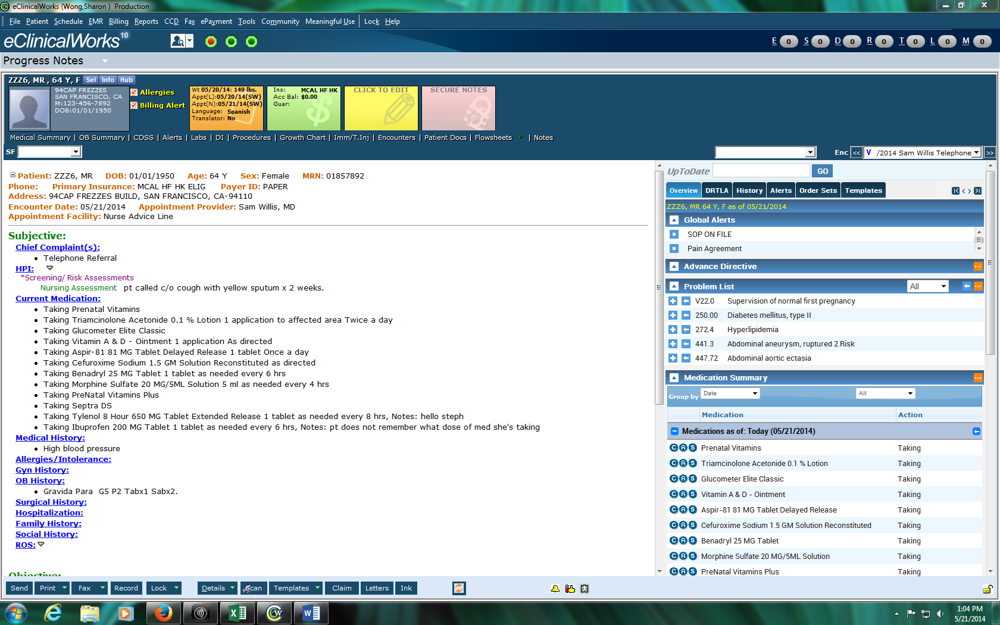 eClinicalWorks (Wong,Sharon ) Production
File Patient Schedule EMR Billing Reports CCD Fax ePayment Tools Community Meaningful Use Lock Help
eClinicalWorks 10
E 0 S 0 D 0 R 0 T 0 L 0 M 0
Progress Notes
ZZZ6, MR , 64 Y, F Sel Info Hub
94CAP FREZZES
SAN FRANCISCO, CA
M:123-456-7892
DOB:01/01/1950
Allergies
Billing Alert
Wt 05/20/14: 149 lbs.
Appt(L):05/20/14(SW)
Appt(N):05/21/14(SW)
Language: Spanish
Translator: No
Ins: MCAL HF HK
Acc Bal: $0.00
Guar:
CLICK TO EDIT
SECURE NOTES
Medical Summary | OB Summary | CDSS | Alerts | Labs | DI | Procedures | Growth Chart | Imm/T.Inj | Encounters | Patient Docs | Flowsheets | Notes
SF
Enc << V /2014 Sam Willis Telephone >>
Patient: ZZZ6, MR DOB: 01/01/1950 Age: 64 Y Sex: Female MRN: 01857892
Phone: Primary Insurance: MCAL HF HK ELIG Payer ID: PAPER
Address: 94CAP FREZZES BUILD, SAN FRANCISCO, CA-94110
Encounter Date: 05/21/2014 Appointment Provider: Sam Willis, MD
Appointment Facility: Nurse Advice Line
Subjective:
Chief Complaint(s):
• Telephone Referral
HPI:
*Screening/ Risk Assessments
Nursing Assessment pt called c/o cough with yellow sputum x 2 weeks.
Current Medication:
• Taking Prenatal Vitamins
• Taking Triamcinolone Acetonide 0.1 % Lotion 1 application to affected area Twice a day
• Taking Glucometer Elite Classic
• Taking Vitamin A & D - Ointment 1 application As directed
• Taking Aspir-81 81 MG Tablet Delayed Release 1 tablet Once a day
• Taking Cefuroxime Sodium 1.5 GM Solution Reconstituted as directed
• Taking Benadryl 25 MG Tablet 1 tablet as needed every 6 hrs
• Taking Morphine Sulfate 20 MG/5ML Solution 5 ml as needed every 4 hrs
• Taking PreNatal Vitamins Plus
• Taking Septra DS
• Taking Tylenol 8 Hour 650 MG Tablet Extended Release 1 tablet as needed every 8 hrs, Notes: hello steph
• Taking Ibuprofen 200 MG Tablet 1 tablet as needed every 6 hrs, Notes: pt does not remember what dose of med she's taking
Medical History:
• High blood pressure
Allergies/Intolerance:
Gyn History:
OB History:
• Gravida Para G5 P2 Tabx1 Sabx2.
Surgical History:
Hospitalization:
Family History:
Social History:
ROS:
Objective:
UpToDate GO
Overview DRTLA History Alerts Order Sets Templates
ZZZ6, MR 64 Y, F as of 05/21/2014
Global Alerts
SOP ON FILE
Pain Agreement
Advance Directive
Problem List All
V22.0 Supervision of normal first pregnancy
250.00 Diabetes mellitus, type II
272.4 Hyperlipidemia
441.3 Abdominal aneurysm, ruptured 2 Risk
447.72 Abdominal aortic ectasia
Medication Summary
Group by Date All
Medication Action
Medications as of: Today (05/21/2014)
C R S Prenatal Vitamins Taking
C R S Triamcinolone Acetonide 0.1 % Lotion Taking
C R S Glucometer Elite Classic Taking
C R S Vitamin A & D - Ointment Taking
C R S Aspir-81 81 MG Tablet Delayed Release Taking
C R S Cefuroxime Sodium 1.5 GM Solution Reconstituted Taking
C R S Benadryl 25 MG Tablet Taking
C R S Morphine Sulfate 20 MG/5ML Solution Taking
C R S PreNatal Vitamins Plus Taking
Send Print Fax Record Lock Details Scan Templates Claim Letters Ink
1:04 PM
5/21/2014